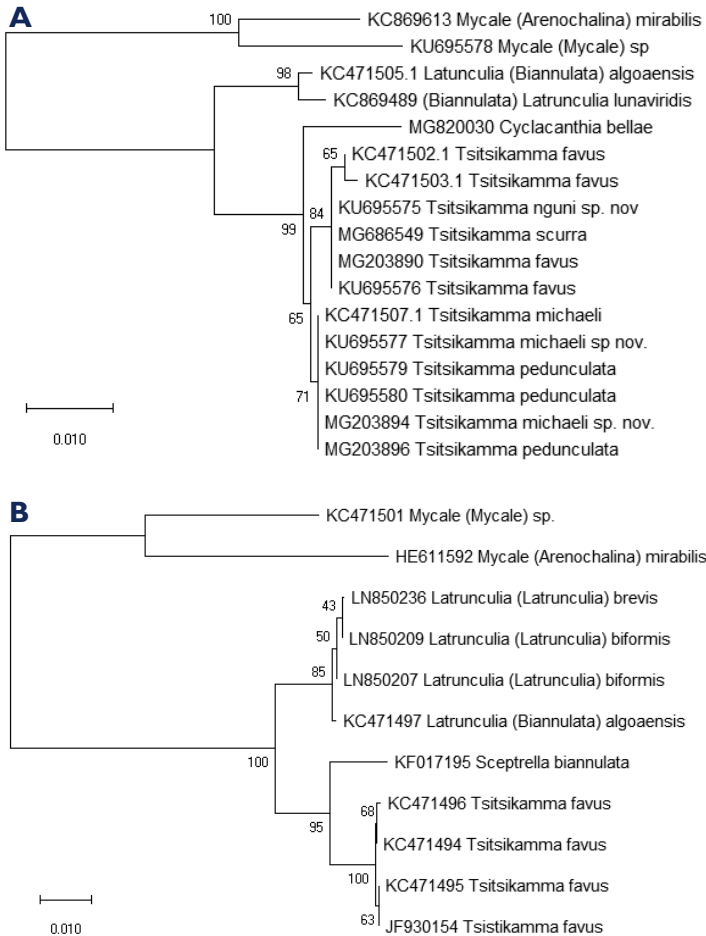 A
100
KC869613 Mycale (Arenochalina) mirabilis
KU695578 Mycale (Mycale) sp
98
KC471505.1 Latunculia (Biannulata) algoaensis
KC869489 (Biannulata) Latrunculia lunaviridis
MG820030 Cyclacanthia bellae
65
KC471502.1 Tsitsikamma favus
KC471503.1 Tsitsikamma favus
84
KU695575 Tsitsikamma nguni sp. nov
99
MG686549 Tsitsikamma scurra
MG203890 Tsitsikamma favus
KU695576 Tsitsikamma favus
65
KC471507.1 Tsitsikamma michaeli
KU695577 Tsitsikamma michaeli sp nov.
KU695579 Tsitsikamma pedunculata
71
KU695580 Tsitsikamma pedunculata
MG203894 Tsitsikamma michaeli sp. nov.
MG203896 Tsitsikamma pedunculata
0.010
B
KC471501 Mycale (Mycale) sp.
HE611592 Mycale (Arenochalina) mirabilis
43
LN850236 Latrunculia (Latrunculia) brevis
50
LN850209 Latrunculia (Latrunculia) biformis
85
LN850207 Latrunculia (Latrunculia) biformis
KC471497 Latrunculia (Biannulata) algoaensis
100
KF017195 Sceptrella biannulata
68
KC471496 Tsitsikamma favus
95
KC471494 Tsitsikamma favus
100
KC471495 Tsitsikamma favus
63
JF930154 Tsistikamma favus
0.010